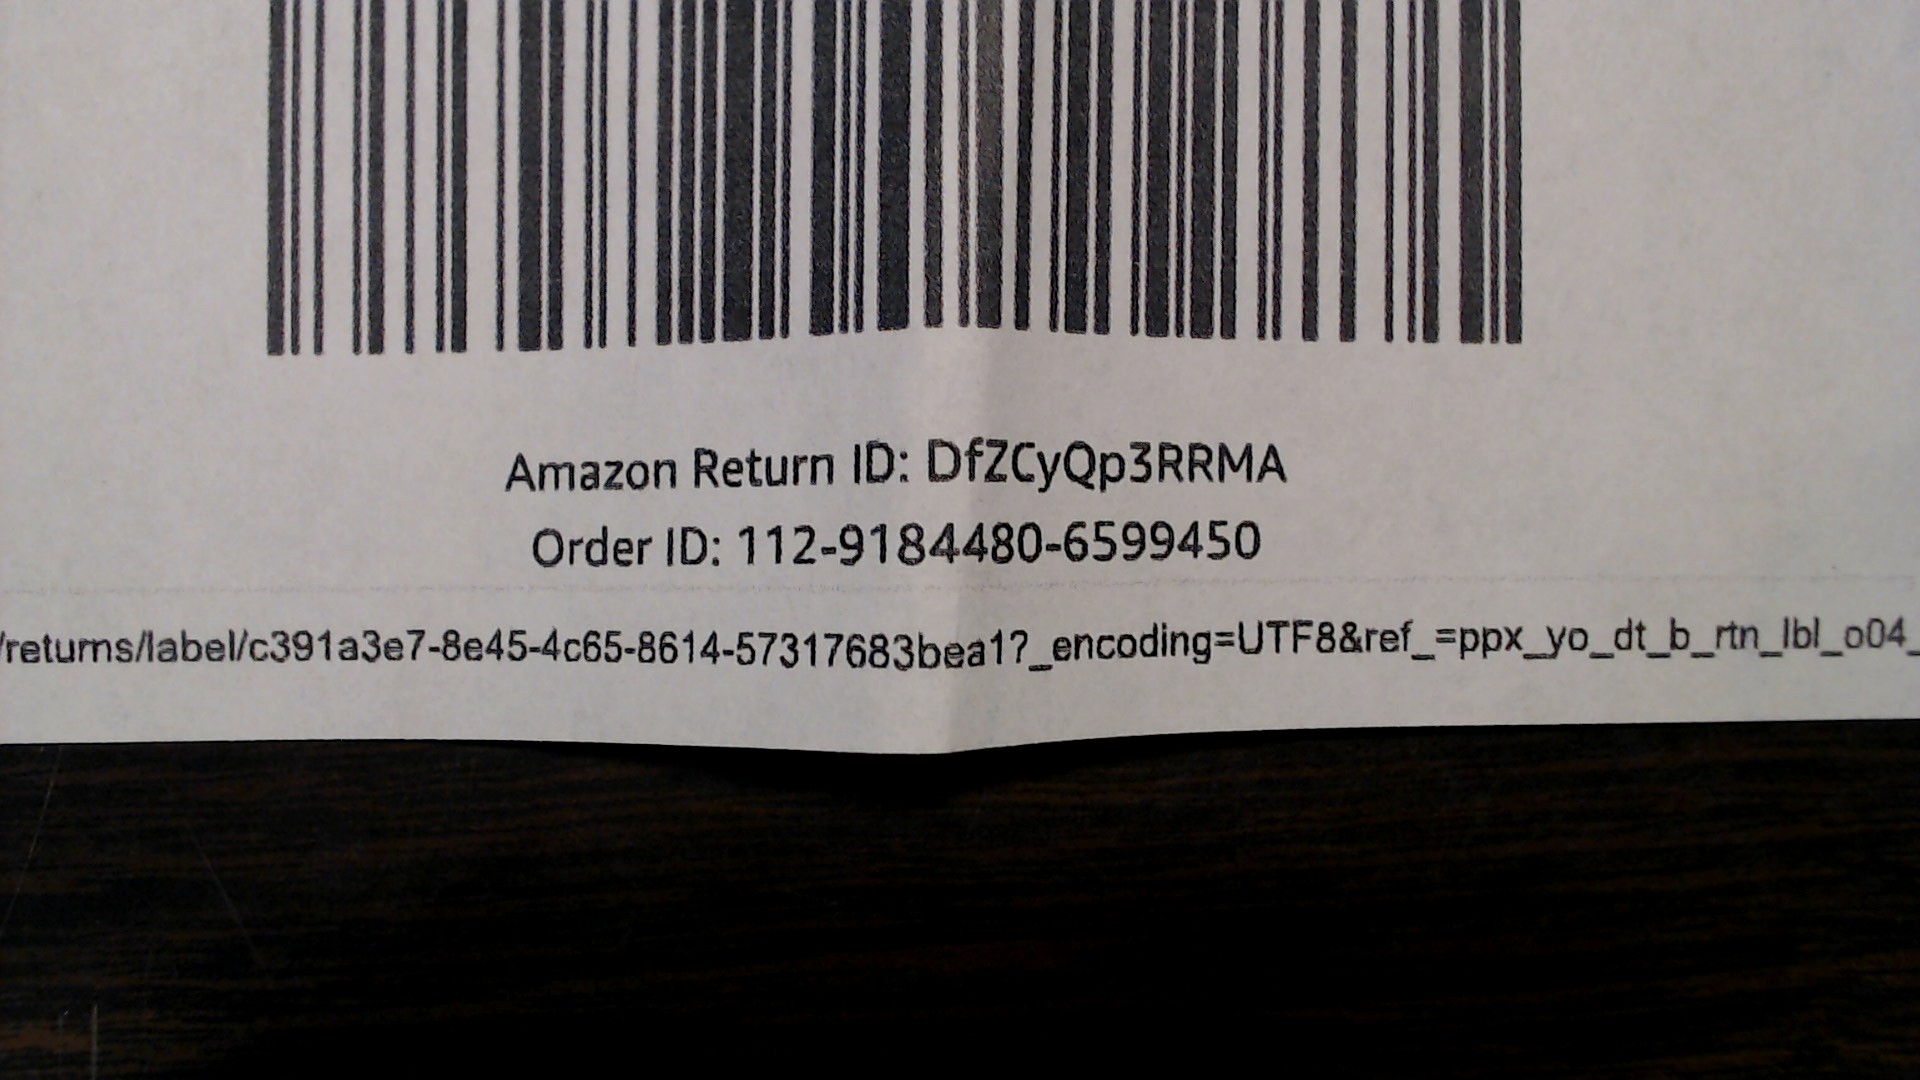 Amazon Return ID: DfZCyQp3RRMA
Order ID: 112-9184480-6599450
/returns/label/c391a3e7-8e45-4c65-8614-57317683bea1?_encoding=UTF8&ref_=ppx_yo_dt_b_rtn_lbl_o04_